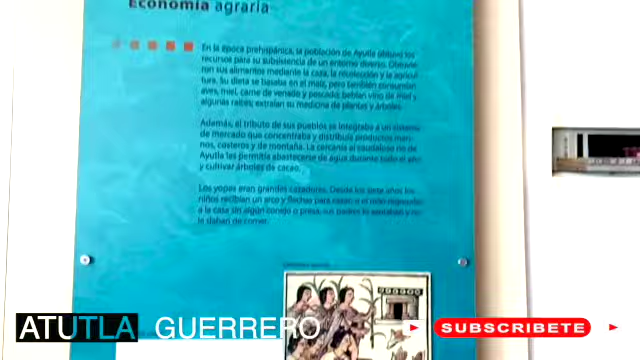 Economía agraria
En la época prehispánica, la población de Ayutla obtuvo los
recursos para su subsistencia de un entorno diverso. Obtuvie-
ron sus alimentos mediante la caza, la recolección y la agricul-
tura. Su dieta se basaba en el maíz, pero también consumían
aves, miel, carne de venado y pescado; bebían vino de miel y
algunas raíces; extraían su medicina de plantas y árboles.
Además, el tributo de sus pueblos se integraba a un sistema
de mercado que concentraba y distribuía productos mari-
nos, costeros y de montaña. La cercanía al caudaloso río de
Ayutla les permitía abastecerse de agua durante todo el año
y cultivar árboles de cacao.
Los yopes eran grandes cazadores. Desde los siete años los
niños recibían un arco y flechas para cazar; si el niño regresaba
a la casa sin algún conejo o presa, sus padres lo azotaban y no
le daban de comer.
ATUTLA GUERRERO
SUBSCRIBETE